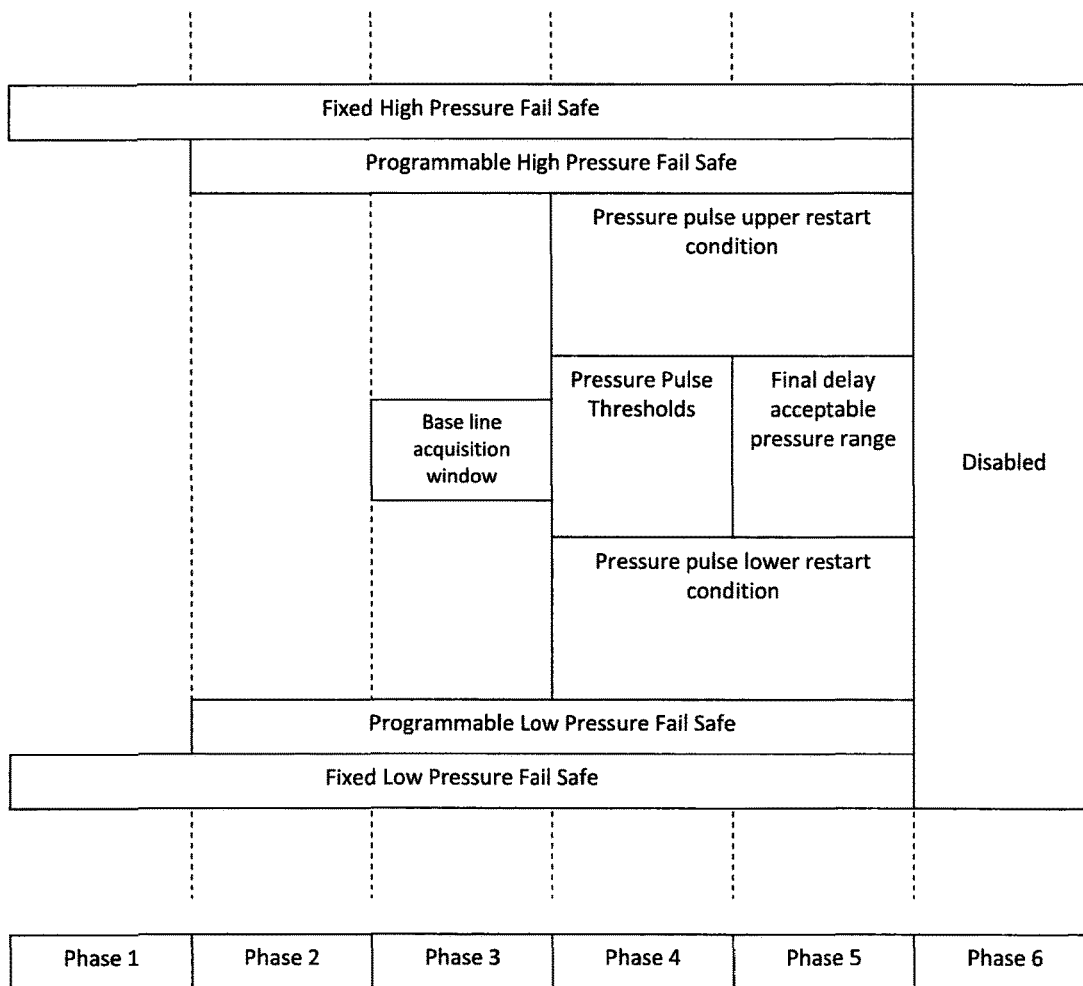 Fixed High Pressure Fail Safe
Programmable High Pressure Fail Safe
Pressure pulse upper restart
condition
Pressure Pulse
Thresholds
Final delay
acceptable
pressure range
Base line
acquisition
window
Disabled
Pressure pulse lower restart
condition
Programmable Low Pressure Fail Safe
Fixed Low Pressure Fail Safe
Phase 1
Phase 2
Phase 3
Phase 4
Phase 5
Phase 6